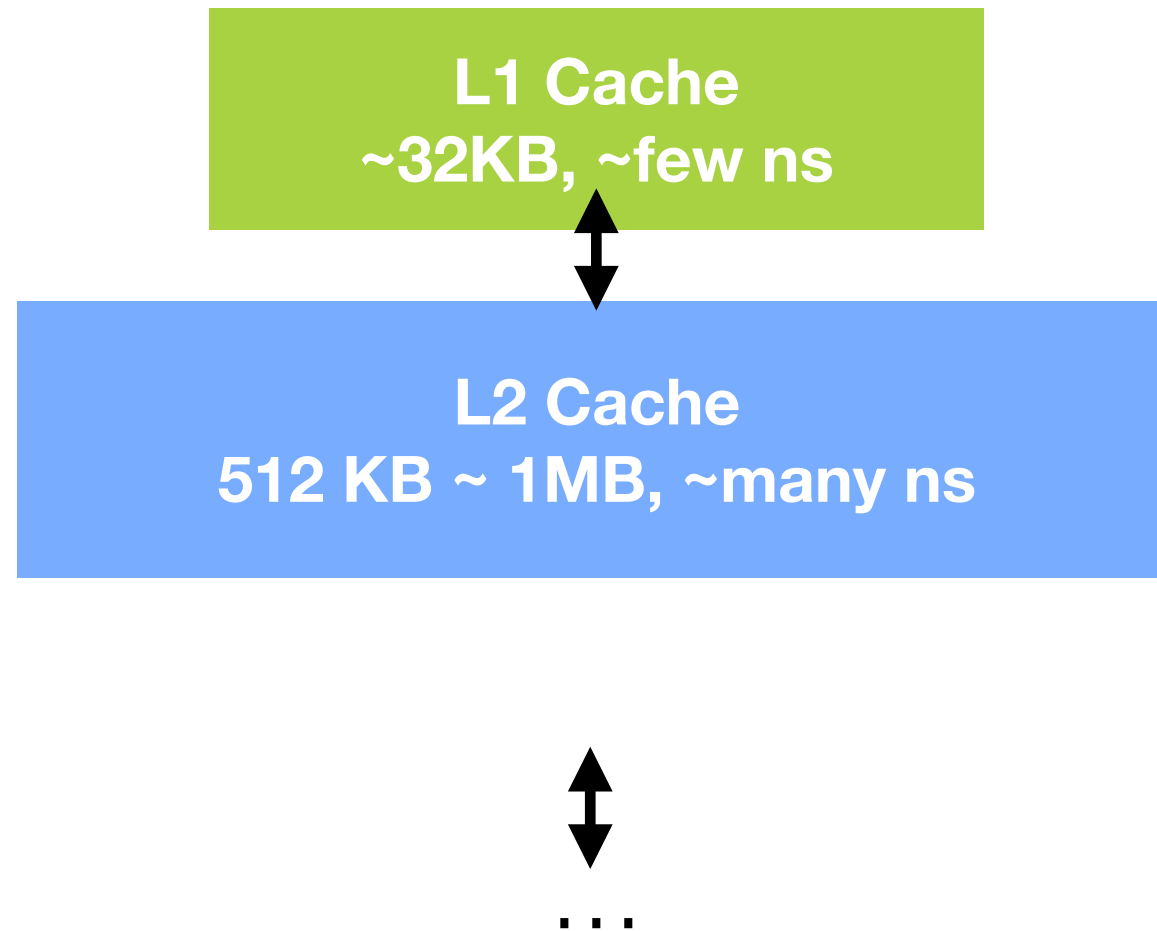 L1 Cache
~32KB, ~few ns
L2 Cache
512 KB ~ 1MB, ~many ns
...